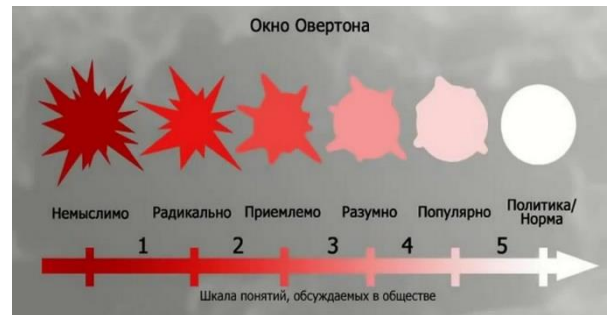 Окно Овертона
Немыслимо Радикально Приемлемо Разумно Популярно Политика/
Норма
1 2 3 4 5
Шкала понятий, обсуждаемых в обществе